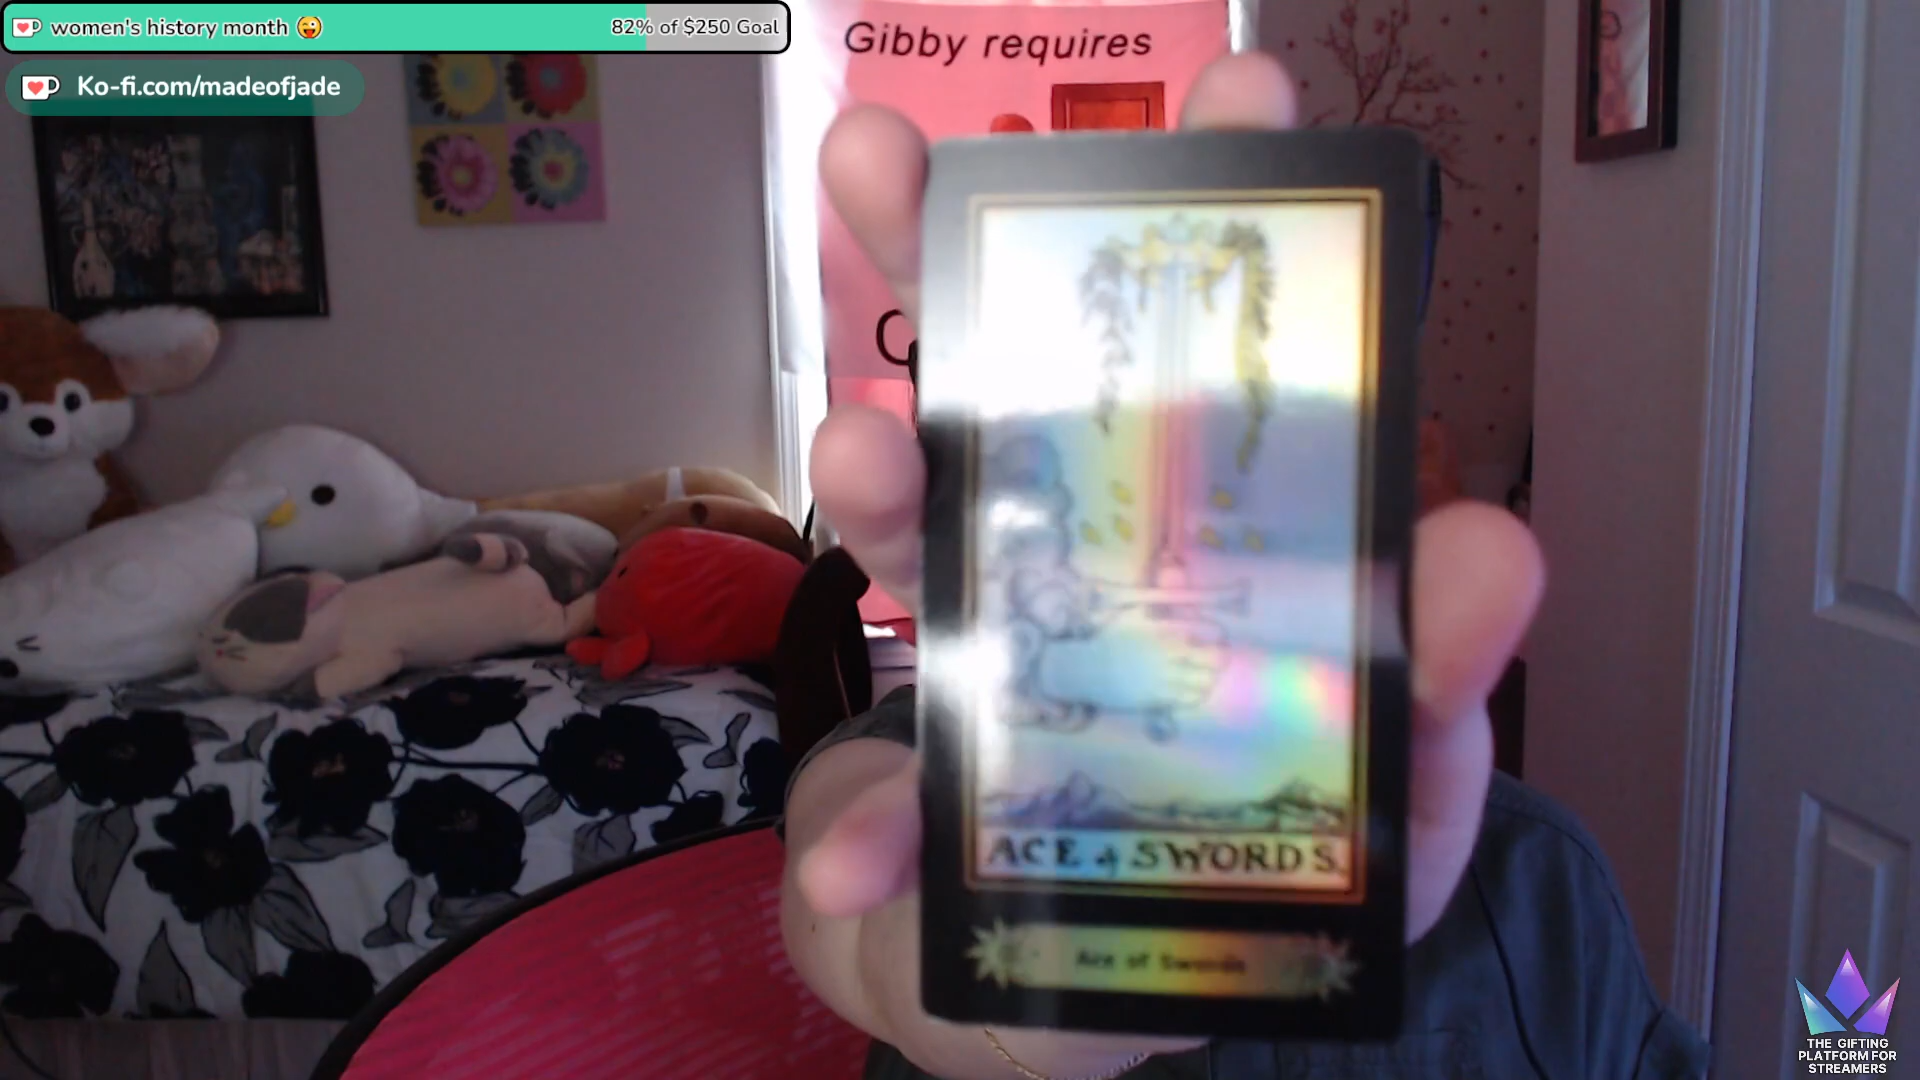 women's history month 😜
82% of $250 Goal
Ko-fi.com/madeofjade
Gibby requires
ACE of SWORDS.
Ace of Swords
THE GIFTING
PLATFORM FOR
STREAMERS